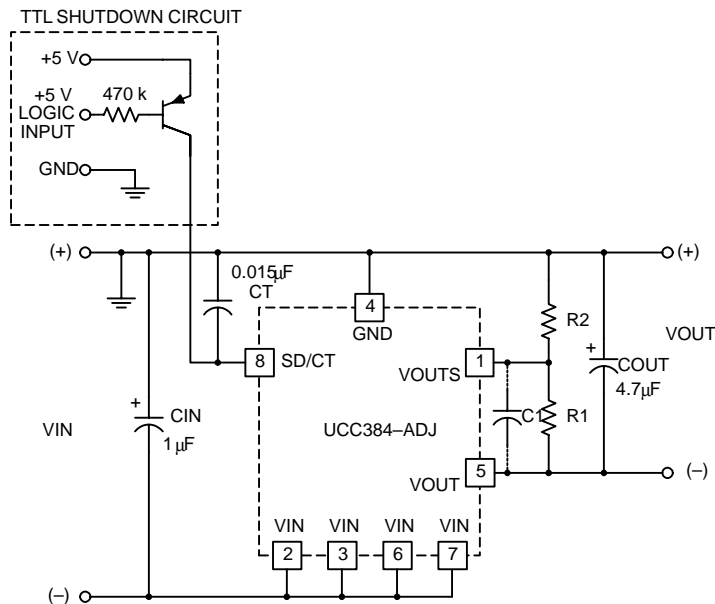 TTL SHUTDOWN CIRCUIT
+5 V
+5 V
LOGIC
INPUT
470 k
GND
(+)
(+)
0.015μF
CT
4
GND
R2
VOUT
8
SD/CT
1
VOUTS
+
COUT
4.7μF
+
CIN
1 μF
VIN
C1
R1
UCC384–ADJ
5
VOUT
(–)
VIN
VIN
VIN
VIN
2
3
6
7
(–)